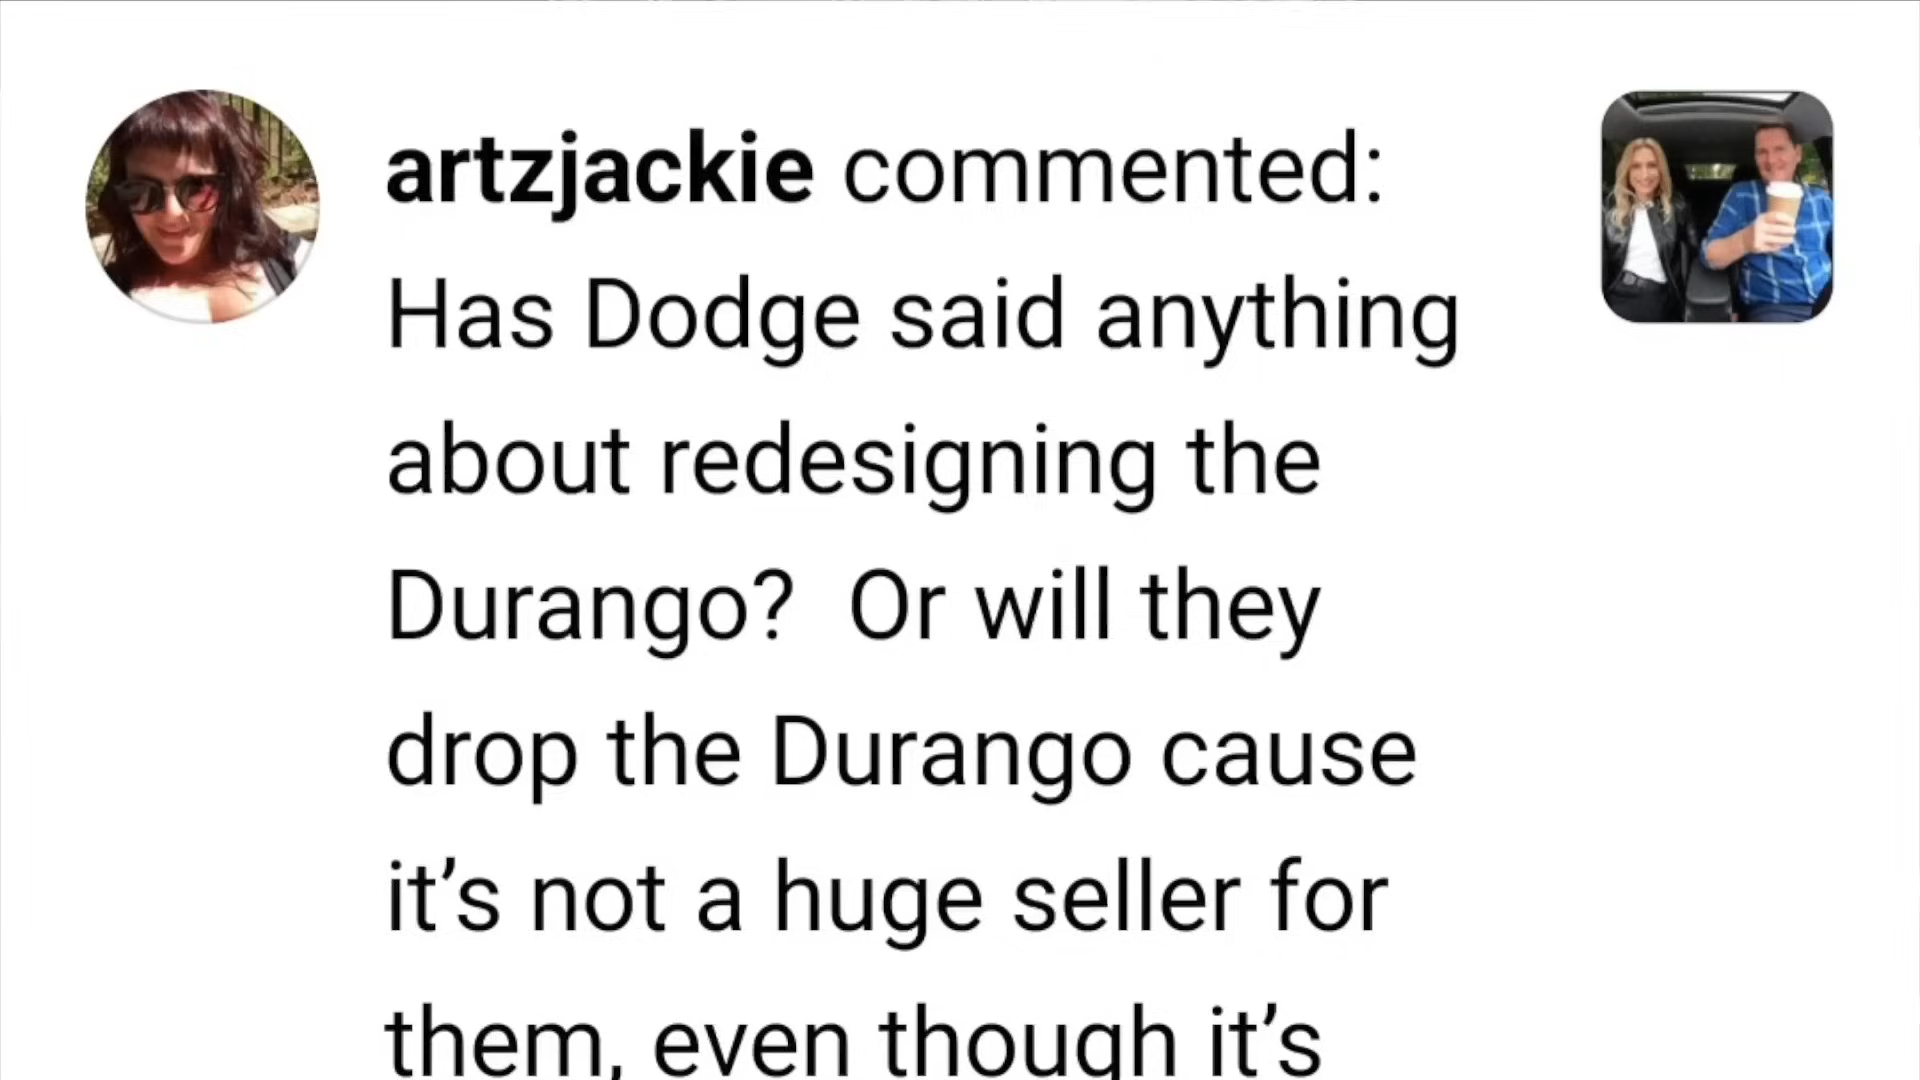 artzjackie commented:
Has Dodge said anything
about redesigning the
Durango?  Or will they
drop the Durango cause
it’s not a huge seller for
them, even though it’s